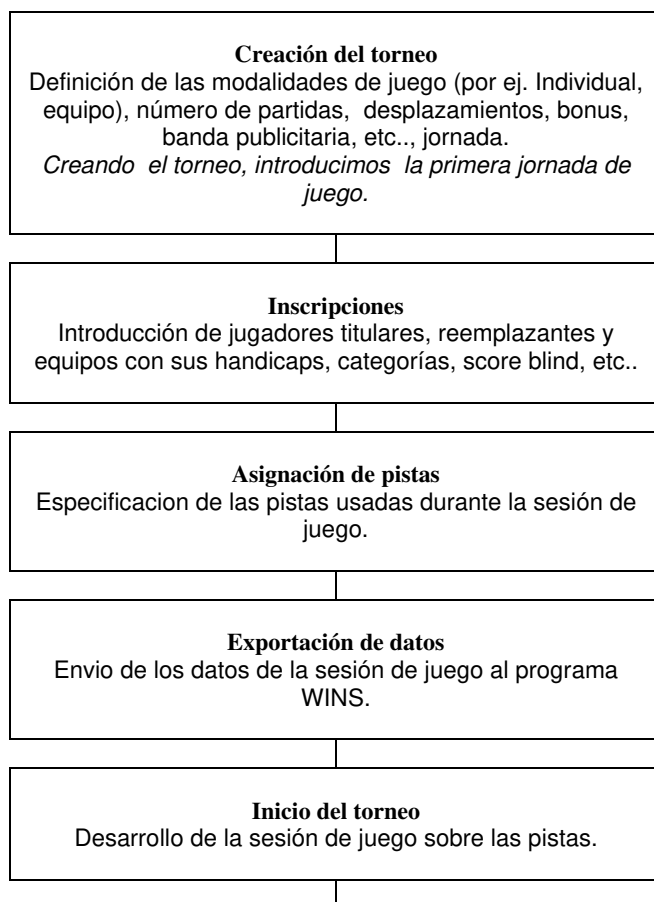 Creación del torneo
Definición de las modalidades de juego (por ej. Individual,
equipo), número de partidas, desplazamientos, bonus,
banda publicitaria, etc.., jornada.
Creando el torneo, introducimos la primera jornada de
juego.
Inscripciones
Introducción de jugadores titulares, reemplazantes y
equipos con sus handicaps, categorías, score blind, etc..
Asignación de pistas
Especificacion de las pistas usadas durante la sesión de
juego.
Exportación de datos
Envio de los datos de la sesión de juego al programa
WINS.
Inicio del torneo
Desarrollo de la sesión de juego sobre las pistas.